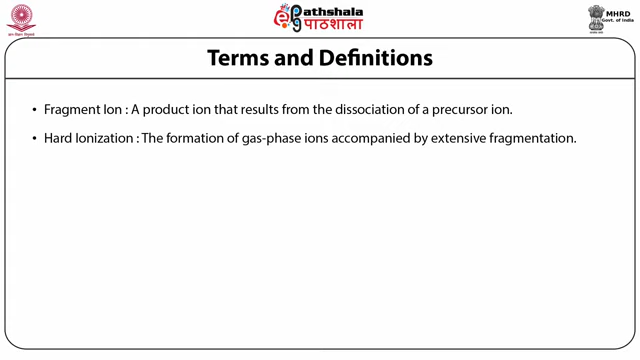 ePathshala
पाठशाला
MHRD
Govt. of India
Terms and Definitions
• Fragment Ion : A product ion that results from the dissociation of a precursor ion.
• Hard Ionization : The formation of gas-phase ions accompanied by extensive fragmentation.